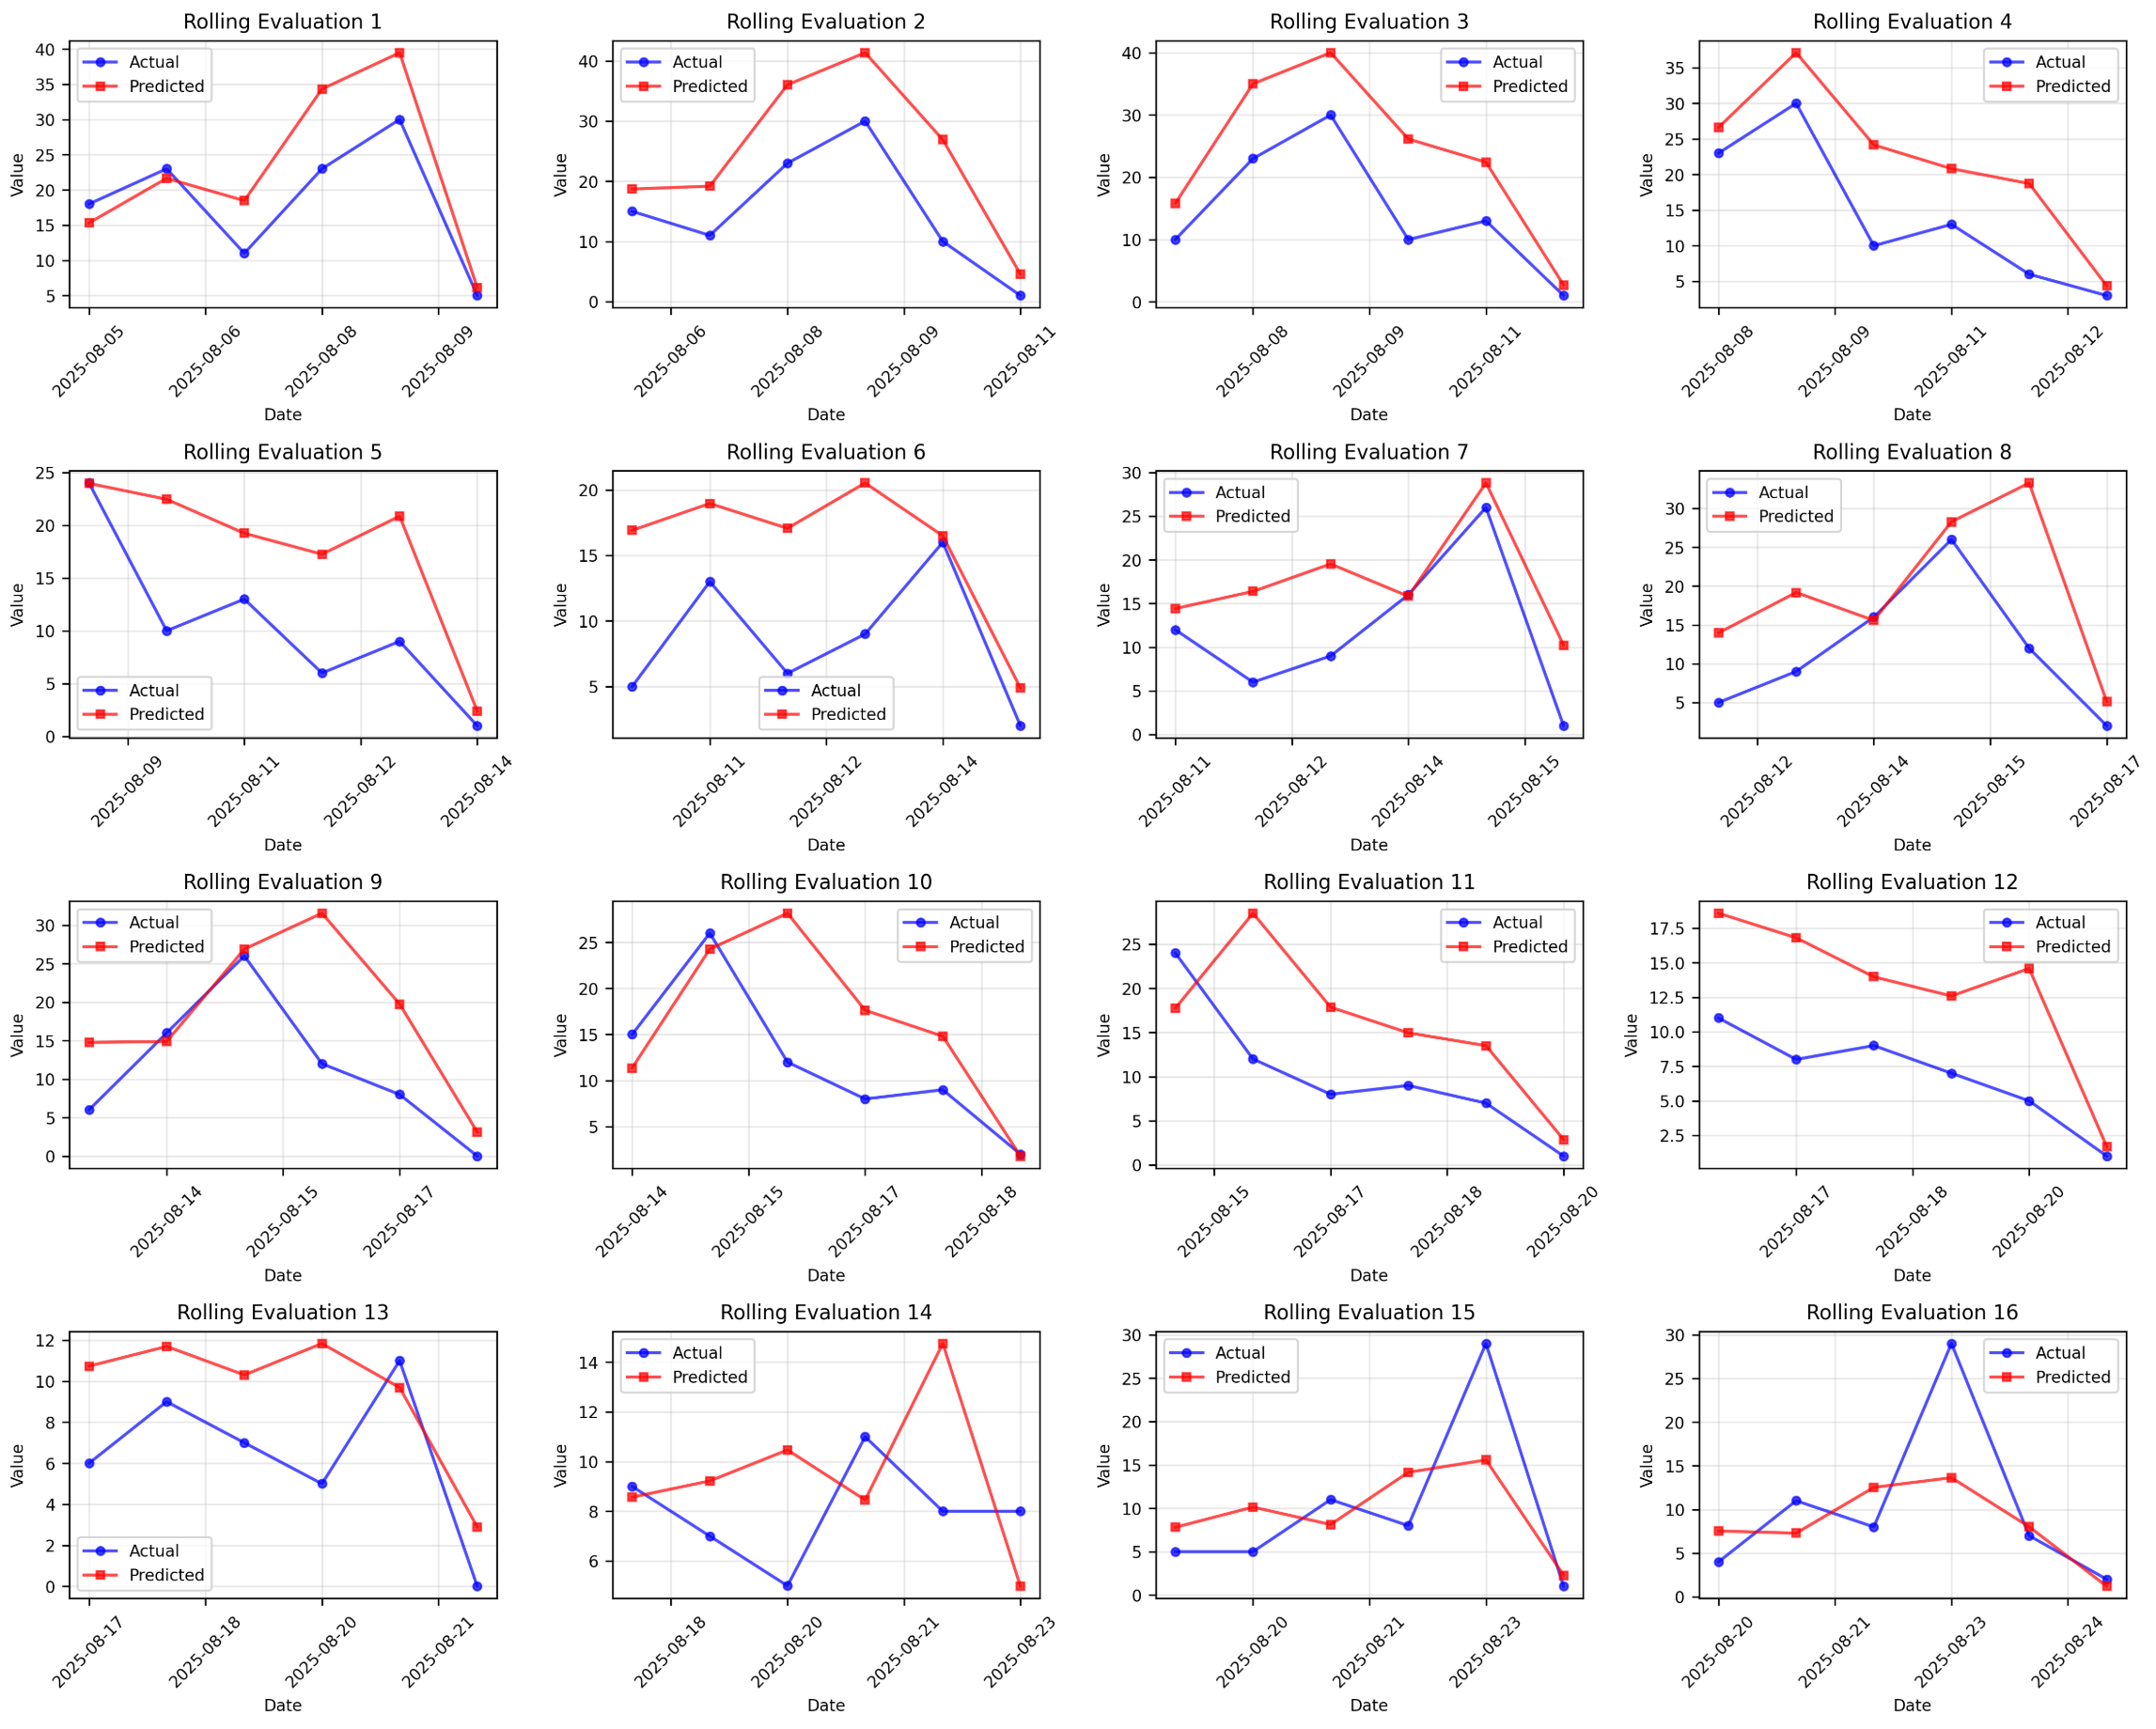 Rolling Evaluation 1
Actual
Predicted
40
35
30
25
20
15
10
5
Value
2025-08-05
2025-08-06
2025-08-08
2025-08-09
Date
Rolling Evaluation 2
Actual
Predicted
40
30
20
10
0
Value
2025-08-06
2025-08-08
2025-08-09
2025-08-11
Date
Rolling Evaluation 3
Actual
Predicted
40
30
20
10
0
Value
2025-08-08
2025-08-09
2025-08-11
Date
Rolling Evaluation 4
Actual
Predicted
35
30
25
20
15
10
5
Value
2025-08-08
2025-08-09
2025-08-11
2025-08-12
Date
Rolling Evaluation 5
25
20
15
10
5
0
Value
Actual
Predicted
2025-08-09
2025-08-11
2025-08-12
2025-08-14
Date
Rolling Evaluation 6
20
15
10
5
Value
Actual
Predicted
2025-08-11
2025-08-12
2025-08-14
Date
Rolling Evaluation 7
Actual
Predicted
30
25
20
15
10
5
0
Value
2025-08-11
2025-08-12
2025-08-14
2025-08-15
Date
Rolling Evaluation 8
Actual
Predicted
30
25
20
15
10
5
Value
2025-08-12
2025-08-14
2025-08-15
2025-08-17
Date
Rolling Evaluation 9
Actual
Predicted
30
25
20
15
10
5
0
Value
2025-08-14
2025-08-15
2025-08-17
Date
Rolling Evaluation 10
Actual
Predicted
25
20
15
10
5
Value
2025-08-14
2025-08-15
2025-08-17
2025-08-18
Date
Rolling Evaluation 11
Actual
Predicted
25
20
15
10
5
0
Value
2025-08-15
2025-08-17
2025-08-18
2025-08-20
Date
Rolling Evaluation 12
Actual
Predicted
17.5
15.0
12.5
10.0
7.5
5.0
2.5
Value
2025-08-17
2025-08-18
2025-08-20
Date
Rolling Evaluation 13
12
10
8
6
4
2
0
Value
Actual
Predicted
2025-08-17
2025-08-18
2025-08-20
2025-08-21
Date
Rolling Evaluation 14
Actual
Predicted
14
12
10
8
6
Value
2025-08-18
2025-08-20
2025-08-21
2025-08-23
Date
Rolling Evaluation 15
Actual
Predicted
30
25
20
15
10
5
0
Value
2025-08-20
2025-08-21
2025-08-23
Date
Rolling Evaluation 16
Actual
Predicted
30
25
20
15
10
5
0
Value
2025-08-20
2025-08-21
2025-08-23
2025-08-24
Date